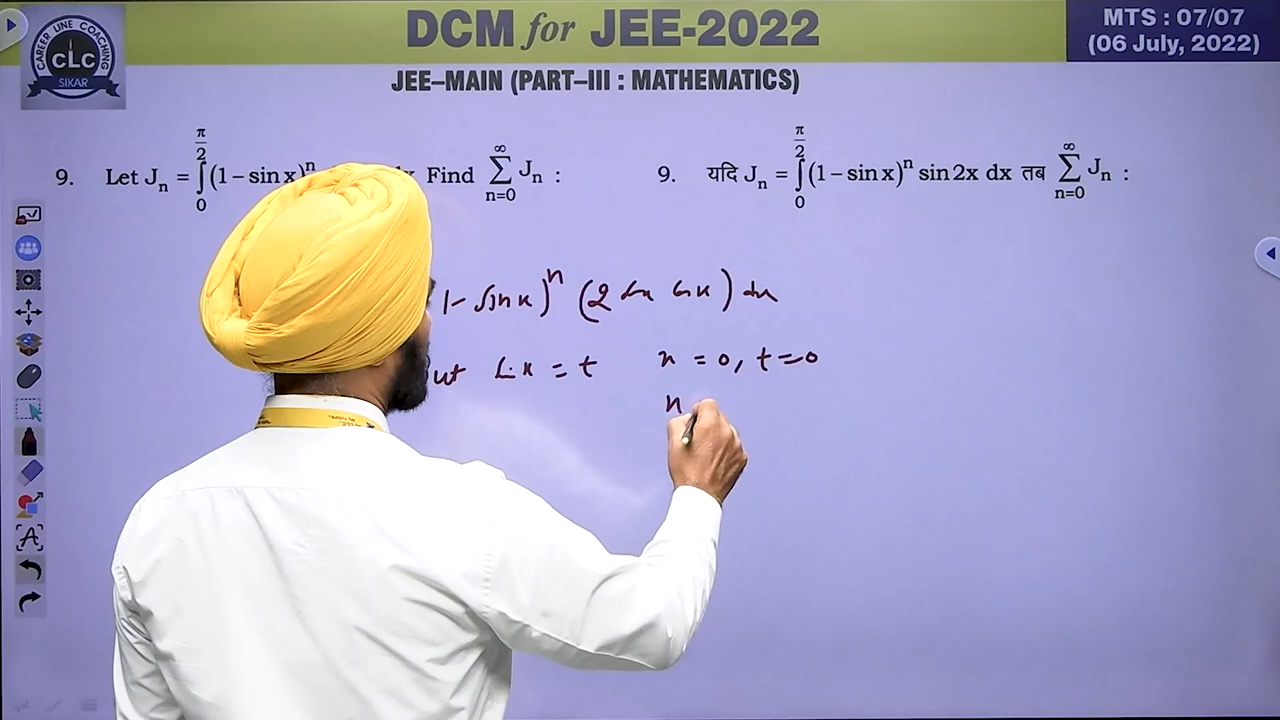 DCM for JEE-2022
MTS : 07/07
(06 July, 2022)
CAREER LINE COACHING
CLC
SIKAR
JEE–MAIN (PART–III : MATHEMATICS)
9. Let Jₙ = ∫₀^(π/2) (1 – sin x)ⁿ dx Find ∑_(n=0)^∞ Jₙ :
9. यदि Jₙ = ∫₀^(π/2) (1 – sin x)ⁿ sin 2x dx तब ∑_(n=0)^∞ Jₙ :
1 - sin x)ⁿ (2 sin x cos x) dx
ut sin x = t x = 0, t = 0
x